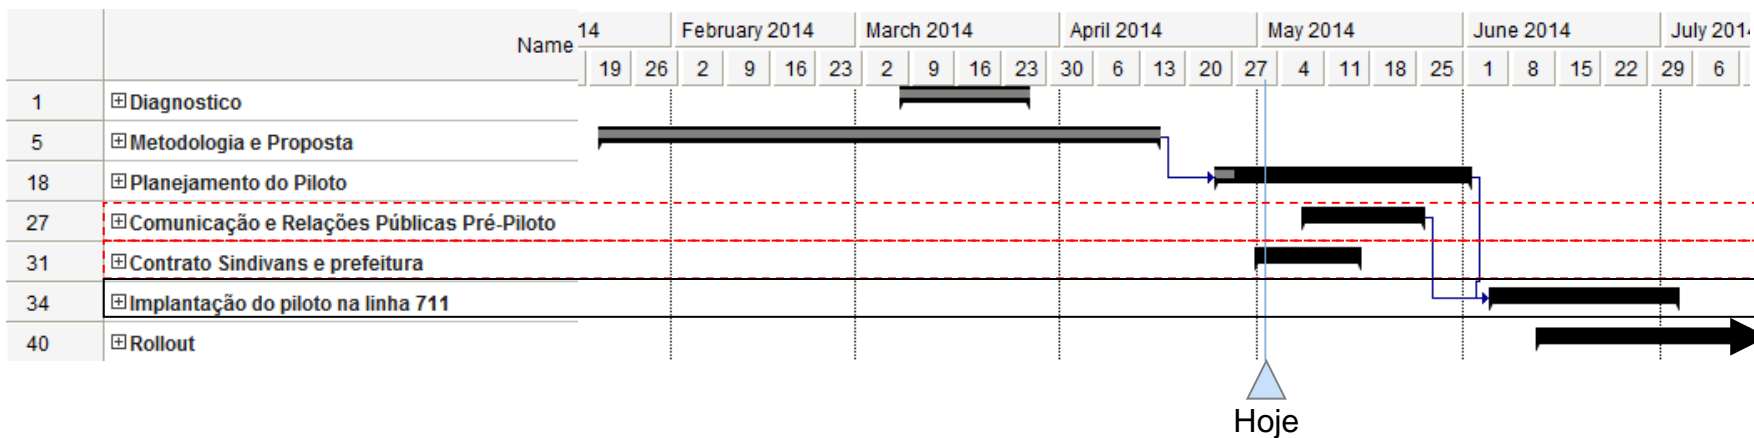 Name
14 February 2014 March 2014 April 2014 May 2014 June 2014 July 201
19 26 2 9 16 23 2 9 16 23 30 6 13 20 27 4 11 18 25 1 8 15 22 29 6
1 Diagnostico
5 Metodologia e Proposta
18 Planejamento do Piloto
27 Comunicação e Relações Públicas Pré-Piloto
31 Contrato Sindivans e prefeitura
34 Implantação do piloto na linha 711
40 Rollout
Hoje